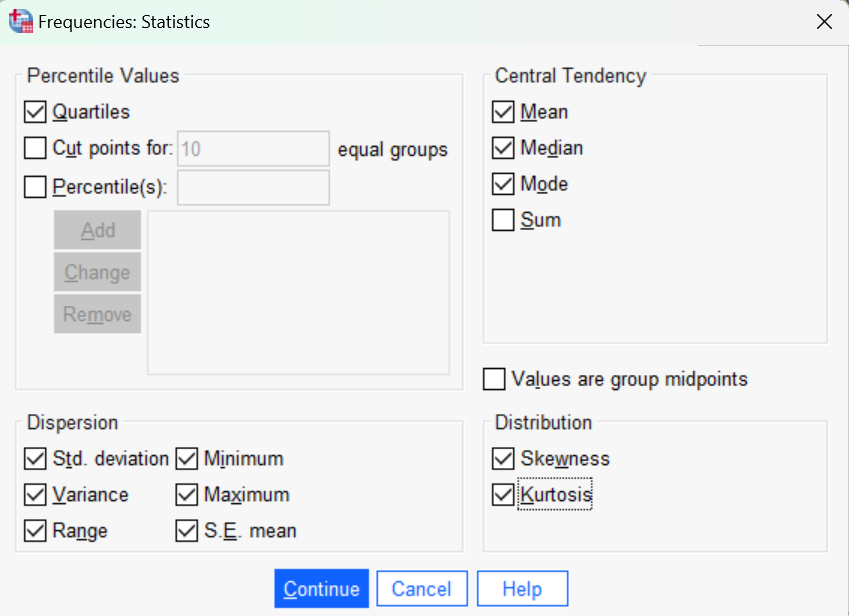 Frequencies: Statistics
Percentile Values
Quartiles
Cut points for: 10 equal groups
Percentile(s):
Add
Change
Remove
Central Tendency
Mean
Median
Mode
Sum
Values are group midpoints
Dispersion
Std. deviation Minimum
Variance Maximum
Range S.E. mean
Distribution
Skewness
Kurtosis
Continue Cancel Help